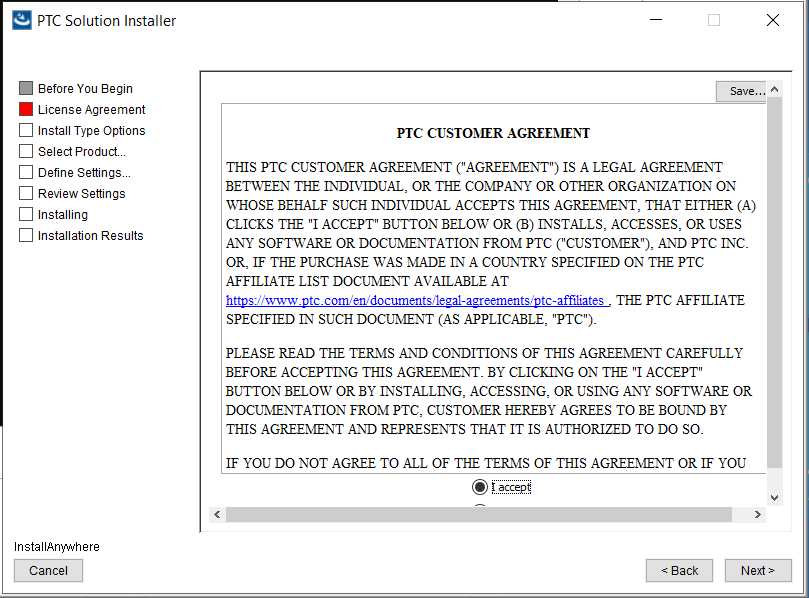 PTC Solution Installer
Before You Begin
License Agreement
Install Type Options
Select Product...
Define Settings...
Review Settings
Installing
Installation Results
Save...
PTC CUSTOMER AGREEMENT
THIS PTC CUSTOMER AGREEMENT ("AGREEMENT") IS A LEGAL AGREEMENT
BETWEEN THE INDIVIDUAL, OR THE COMPANY OR OTHER ORGANIZATION ON
WHOSE BEHALF SUCH INDIVIDUAL ACCEPTS THIS AGREEMENT, THAT EITHER (A)
CLICKS THE "I ACCEPT" BUTTON BELOW OR (B) INSTALLS, ACCESSES, OR USES
ANY SOFTWARE OR DOCUMENTATION FROM PTC ("CUSTOMER"), AND PTC INC.
OR, IF THE PURCHASE WAS MADE IN A COUNTRY SPECIFIED ON THE PTC
AFFILIATE LIST DOCUMENT AVAILABLE AT
https://www.ptc.com/en/documents/legal-agreements/ptc-affiliates . THE PTC AFFILIATE
SPECIFIED IN SUCH DOCUMENT (AS APPLICABLE, "PTC").
PLEASE READ THE TERMS AND CONDITIONS OF THIS AGREEMENT CAREFULLY
BEFORE ACCEPTING THIS AGREEMENT. BY CLICKING ON THE "I ACCEPT"
BUTTON BELOW OR BY INSTALLING, ACCESSING, OR USING ANY SOFTWARE OR
DOCUMENTATION FROM PTC, CUSTOMER HEREBY AGREES TO BE BOUND BY
THIS AGREEMENT AND REPRESENTS THAT IT IS AUTHORIZED TO DO SO.
IF YOU DO NOT AGREE TO ALL OF THE TERMS OF THIS AGREEMENT OR IF YOU
I accept
InstallAnywhere
Cancel
< Back
Next >